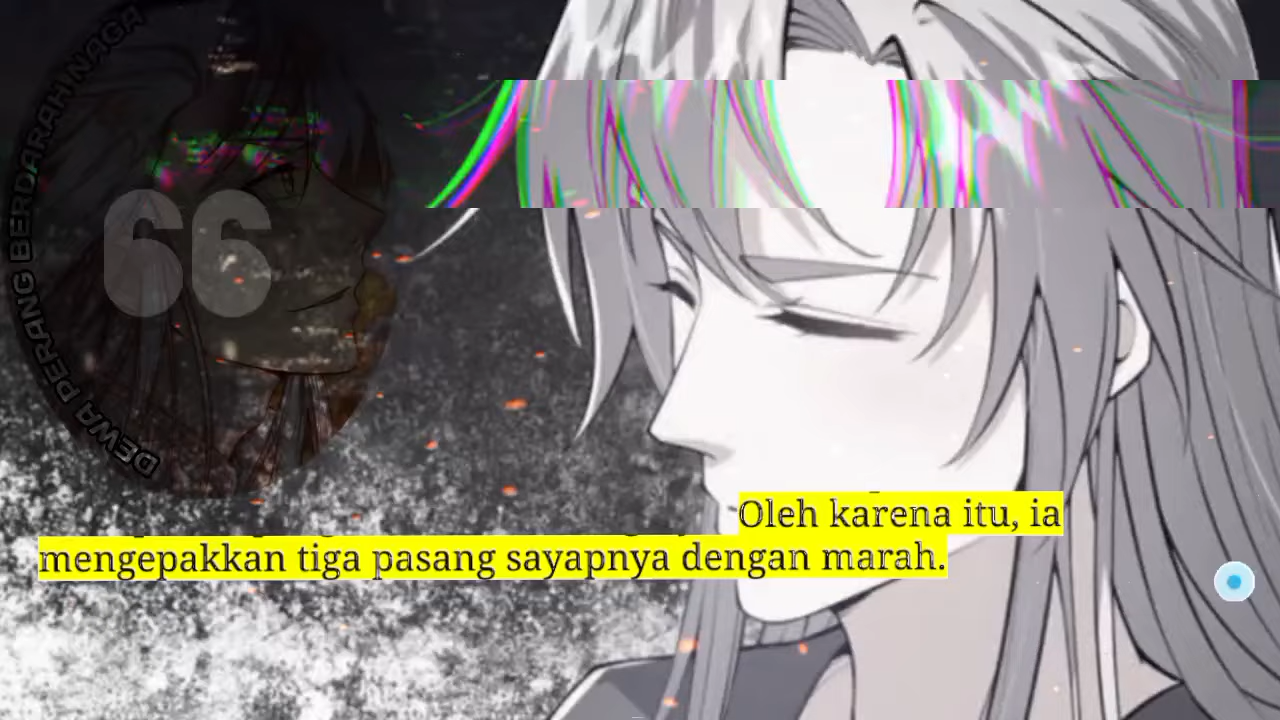 DEWA PERANG BERDARAH NAGA
66
Oleh karena itu, ia
mengepakkan tiga pasang sayapnya dengan marah.